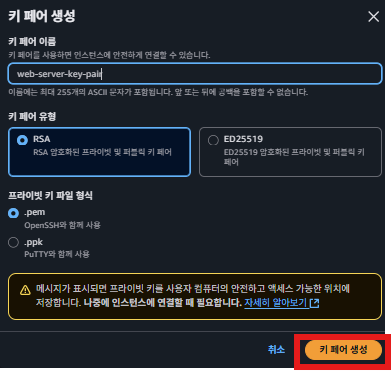 키 페어 생성
키 페어 이름
키 페어를 사용하면 인스턴스에 안전하게 연결할 수 있습니다.
web-server-key-pair
이름에는 최대 255개의 ASCII 문자가 포함됩니다. 앞 또는 뒤에 공백을 포함할 수 없습니다.
키 페어 유형
RSA
RSA 암호화된 프라이빗 및 퍼블릭 키 페어
ED25519
ED25519 암호화된 프라이빗 및 퍼블릭 키
페어
프라이빗 키 파일 형식
.pem
OpenSSH와 함께 사용
.ppk
PuTTY와 함께 사용
메시지가 표시되면 프라이빗 키를 사용자 컴퓨터의 안전하고 액세스 가능한 위치에
저장합니다. 나중에 인스턴스에 연결할 때 필요합니다. 자세히 알아보기
취소
키 페어 생성